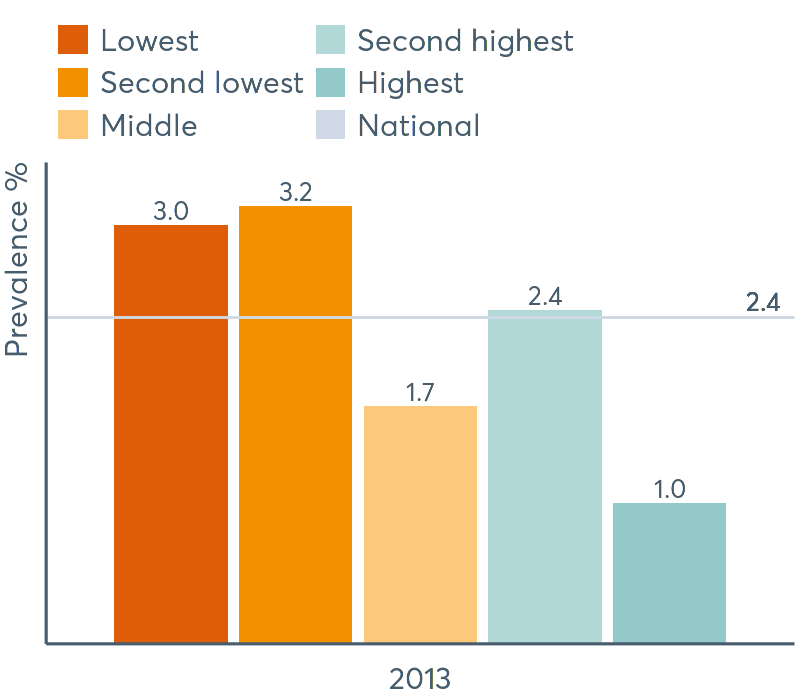 Lowest
Second lowest
Middle
Second highest
Highest
National
Prevalence %
3.0
3.2
1.7
2.4
1.0
2.4
2013